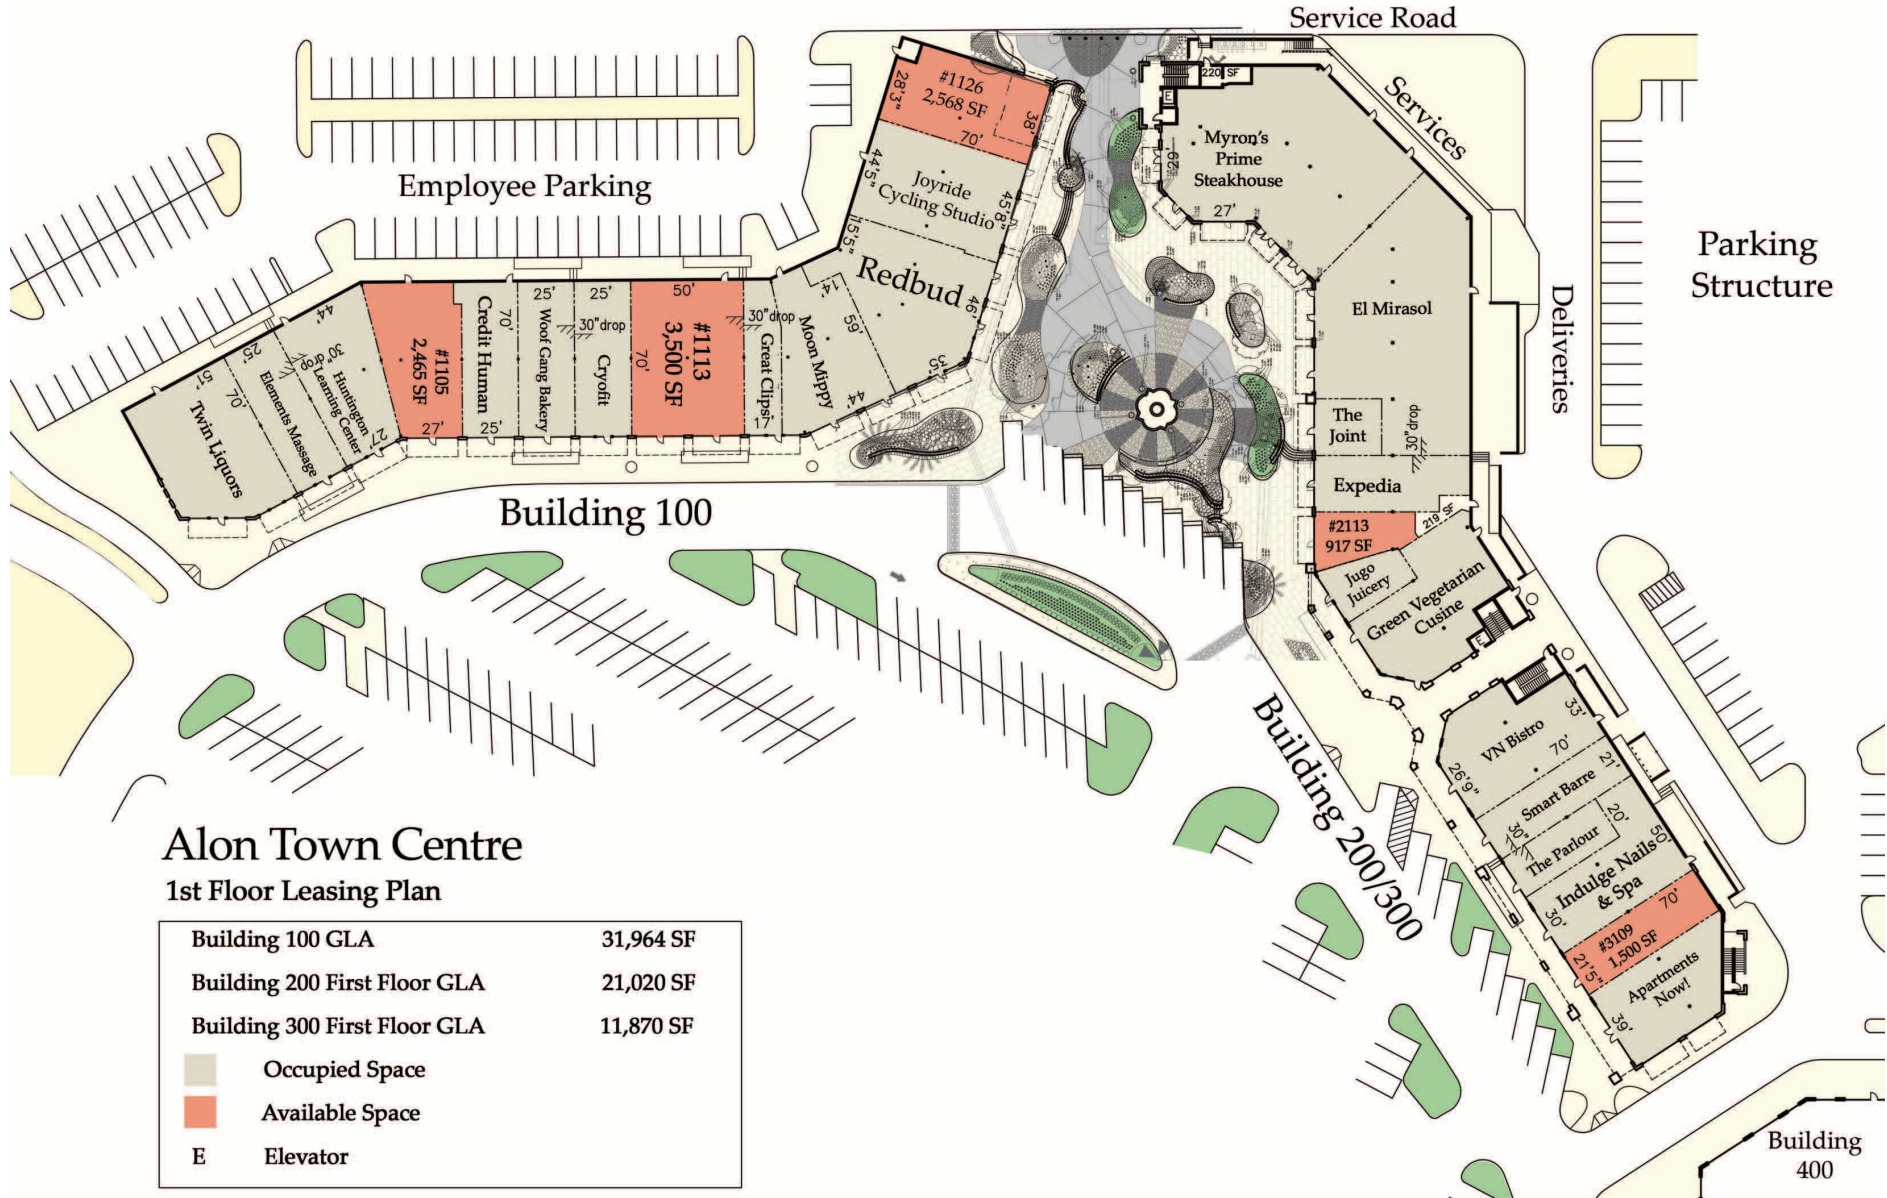 Service Road
Services
Employee Parking
Parking
Structure
Deliveries
#1126
2,568 SF
28'3"
38'
70'
Joyride
Cycling Studio
44'5"
45'8"
15'5"
Redbud
46'
14'
59'
35'
44'
Moon Mippy
Great Clips
17'
30"drop
50'
#1113
3,500 SF
70'
25'
Cryofit
30"drop
25'
Woof Gang Bakery
70'
Credit Human
25'
#1105
2,465 SF
27'
44'
30" drop
Huntington
Learning Center
27'
25'
Elements Massage
70'
51'
Twin Liquors
Building 100
220 SF
E
Myron's
Prime
Steakhouse
29'
27'
El Mirasol
The
Joint
30"drop
Expedia
#2113
917 SF
219 SF
Jugo
Juicery
Green Vegetarian
Cusine
E
Building 200/300
VN Bistro
33'
70'
26'9"
21'
Smart Barre
20'
30"
The Parlour
50'
Indulge Nails
& Spa
30'
70'
#3109
1,500 SF
21'5"
Apartments
Now!
39'
Building
400
Alon Town Centre
1st Floor Leasing Plan
Building 100 GLA 31,964 SF
Building 200 First Floor GLA 21,020 SF
Building 300 First Floor GLA 11,870 SF
Occupied Space
Available Space
E Elevator